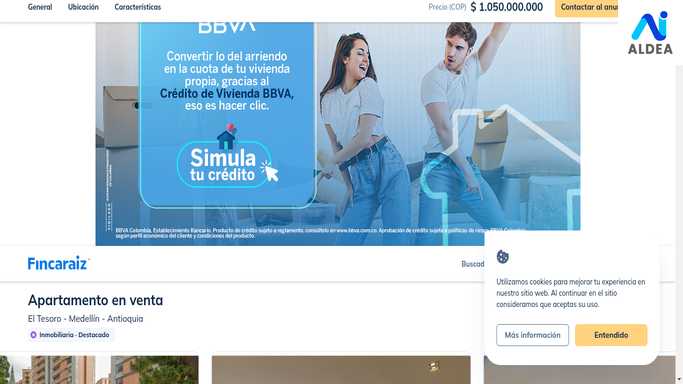 General Ubicación Características Precio (COP) $ 1.050.000.000 Contactar al anun
ALDEA
BBVA
Convertir lo del arriendo
en la cuota de tu vivienda
propia, gracias al
Crédito de Vivienda BBVA,
eso es hacer clic.
Simula
tu crédito
BBVA Colombia. Establecimiento Bancario. Producto de crédito sujeto a reglamento, consúltelo en www.bbva.com.co. Aprobación de crédito sujeta a políticas de riesgo BBVA Colombia
según perfil económico del cliente y condiciones del producto.
Fincaraíz
Buscad
Apartamento en venta
El Tesoro - Medellín - Antioquia
Inmobiliaria - Destacado
Utilizamos cookies para mejorar tu experiencia en
nuestro sitio web. Al continuar en el sitio
consideramos que aceptas su uso.
Más información Entendido